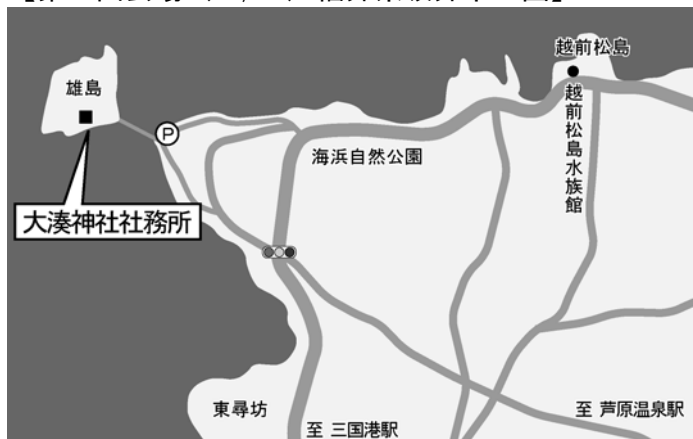 越前松島
雄島
P
海浜自然公園
越前松島水族館
大湊神社社務所
東尋坊
至 三国港駅
至 芦原温泉駅